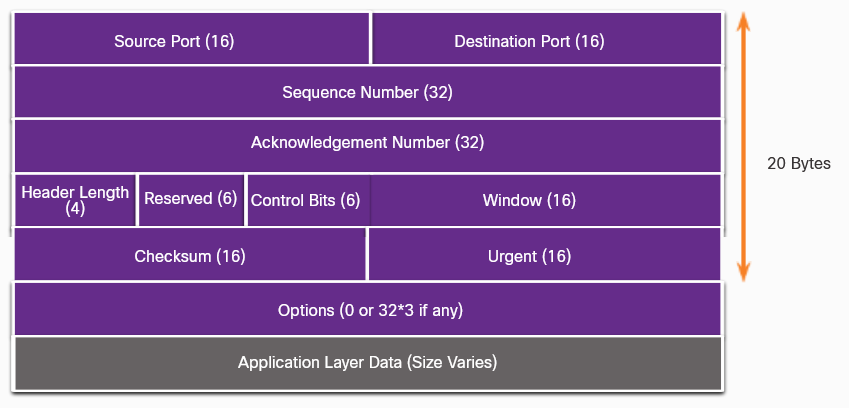 Source Port (16)
Destination Port (16)
Sequence Number (32)
Acknowledgement Number (32)
20 Bytes
Header Length
(4)
Reserved (6)
Control Bits (6)
Window (16)
Checksum (16)
Urgent (16)
Options (0 or 32*3 if any)
Application Layer Data (Size Varies)